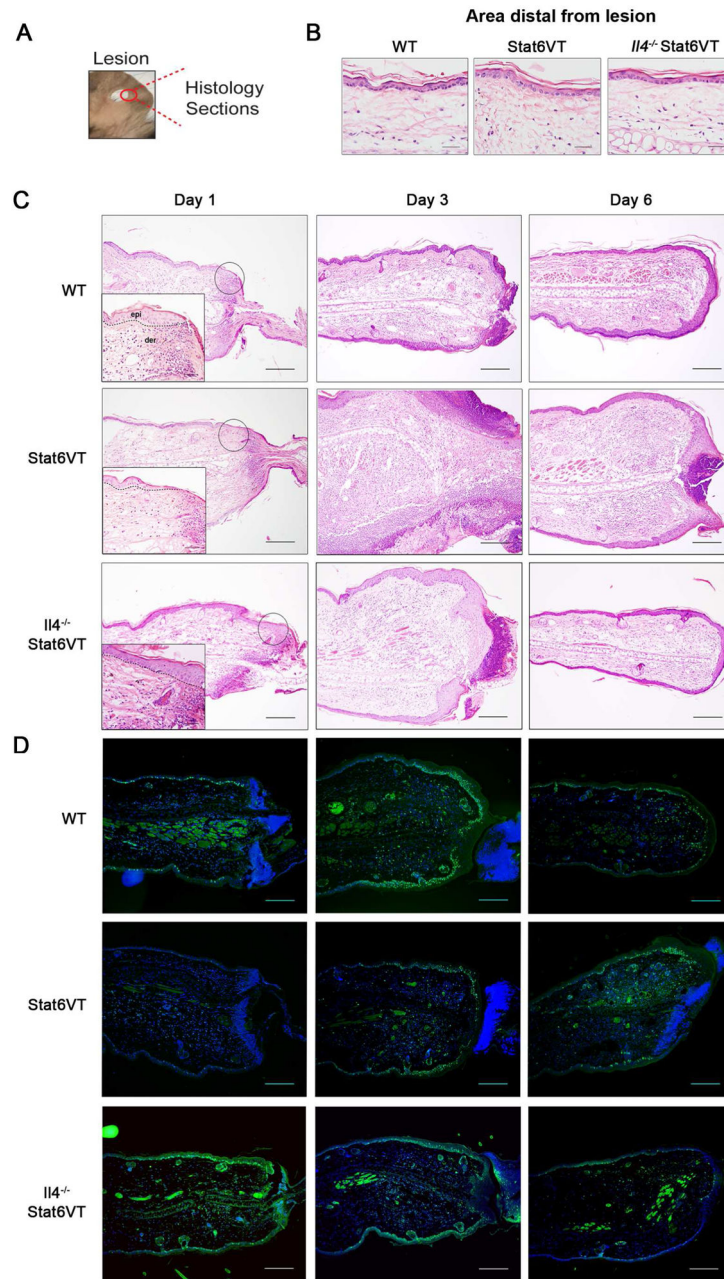 A
Lesion
Histology
Sections
B
Area distal from lesion
WT
Stat6VT
Il4-/- Stat6VT
C
Day 1
Day 3
Day 6
WT
epi
der
Stat6VT
Il4-/-
Stat6VT
D
WT
Stat6VT
Il4-/-
Stat6VT